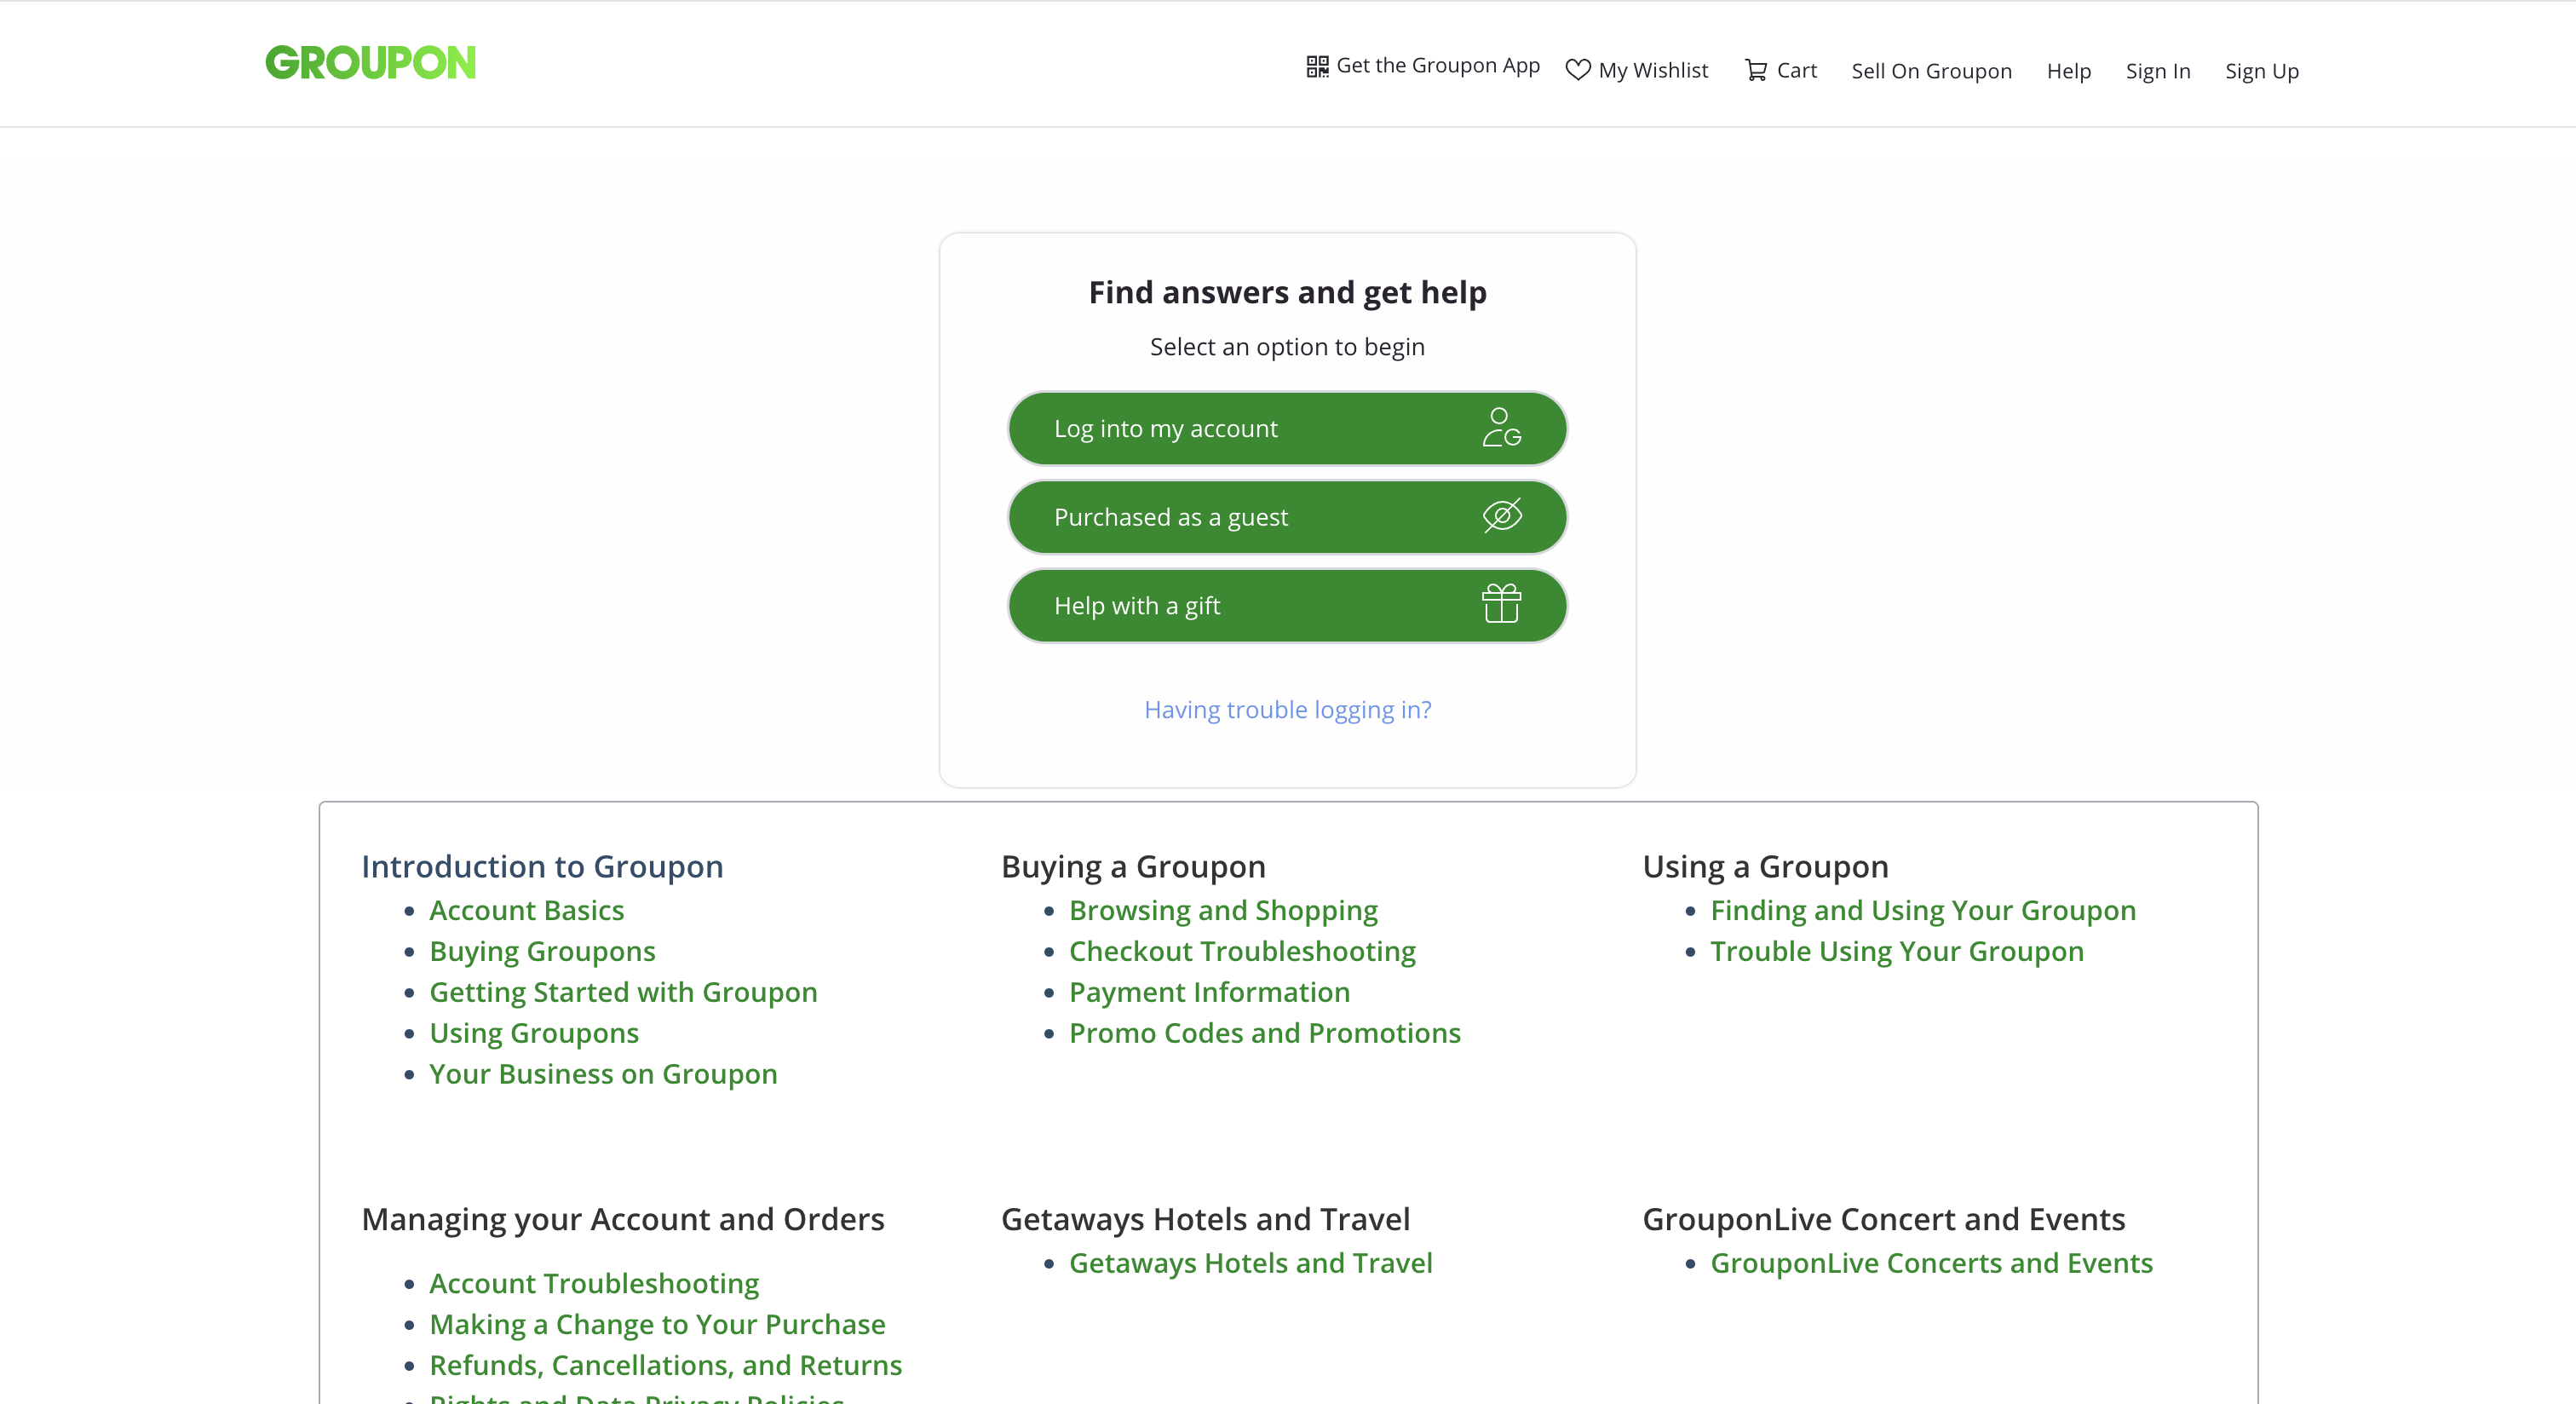 GROUPON
Get the Groupon App My Wishlist Cart Sell On Groupon Help Sign In Sign Up
Find answers and get help
Select an option to begin
Log into my account
Purchased as a guest
Help with a gift
Having trouble logging in?
Introduction to Groupon
Account Basics
Buying Groupons
Getting Started with Groupon
Using Groupons
Your Business on Groupon
Buying a Groupon
Browsing and Shopping
Checkout Troubleshooting
Payment Information
Promo Codes and Promotions
Using a Groupon
Finding and Using Your Groupon
Trouble Using Your Groupon
Managing your Account and Orders
Account Troubleshooting
Making a Change to Your Purchase
Refunds, Cancellations, and Returns
Rights and Data Privacy Policies
Getaways Hotels and Travel
Getaways Hotels and Travel
GrouponLive Concert and Events
GrouponLive Concerts and Events